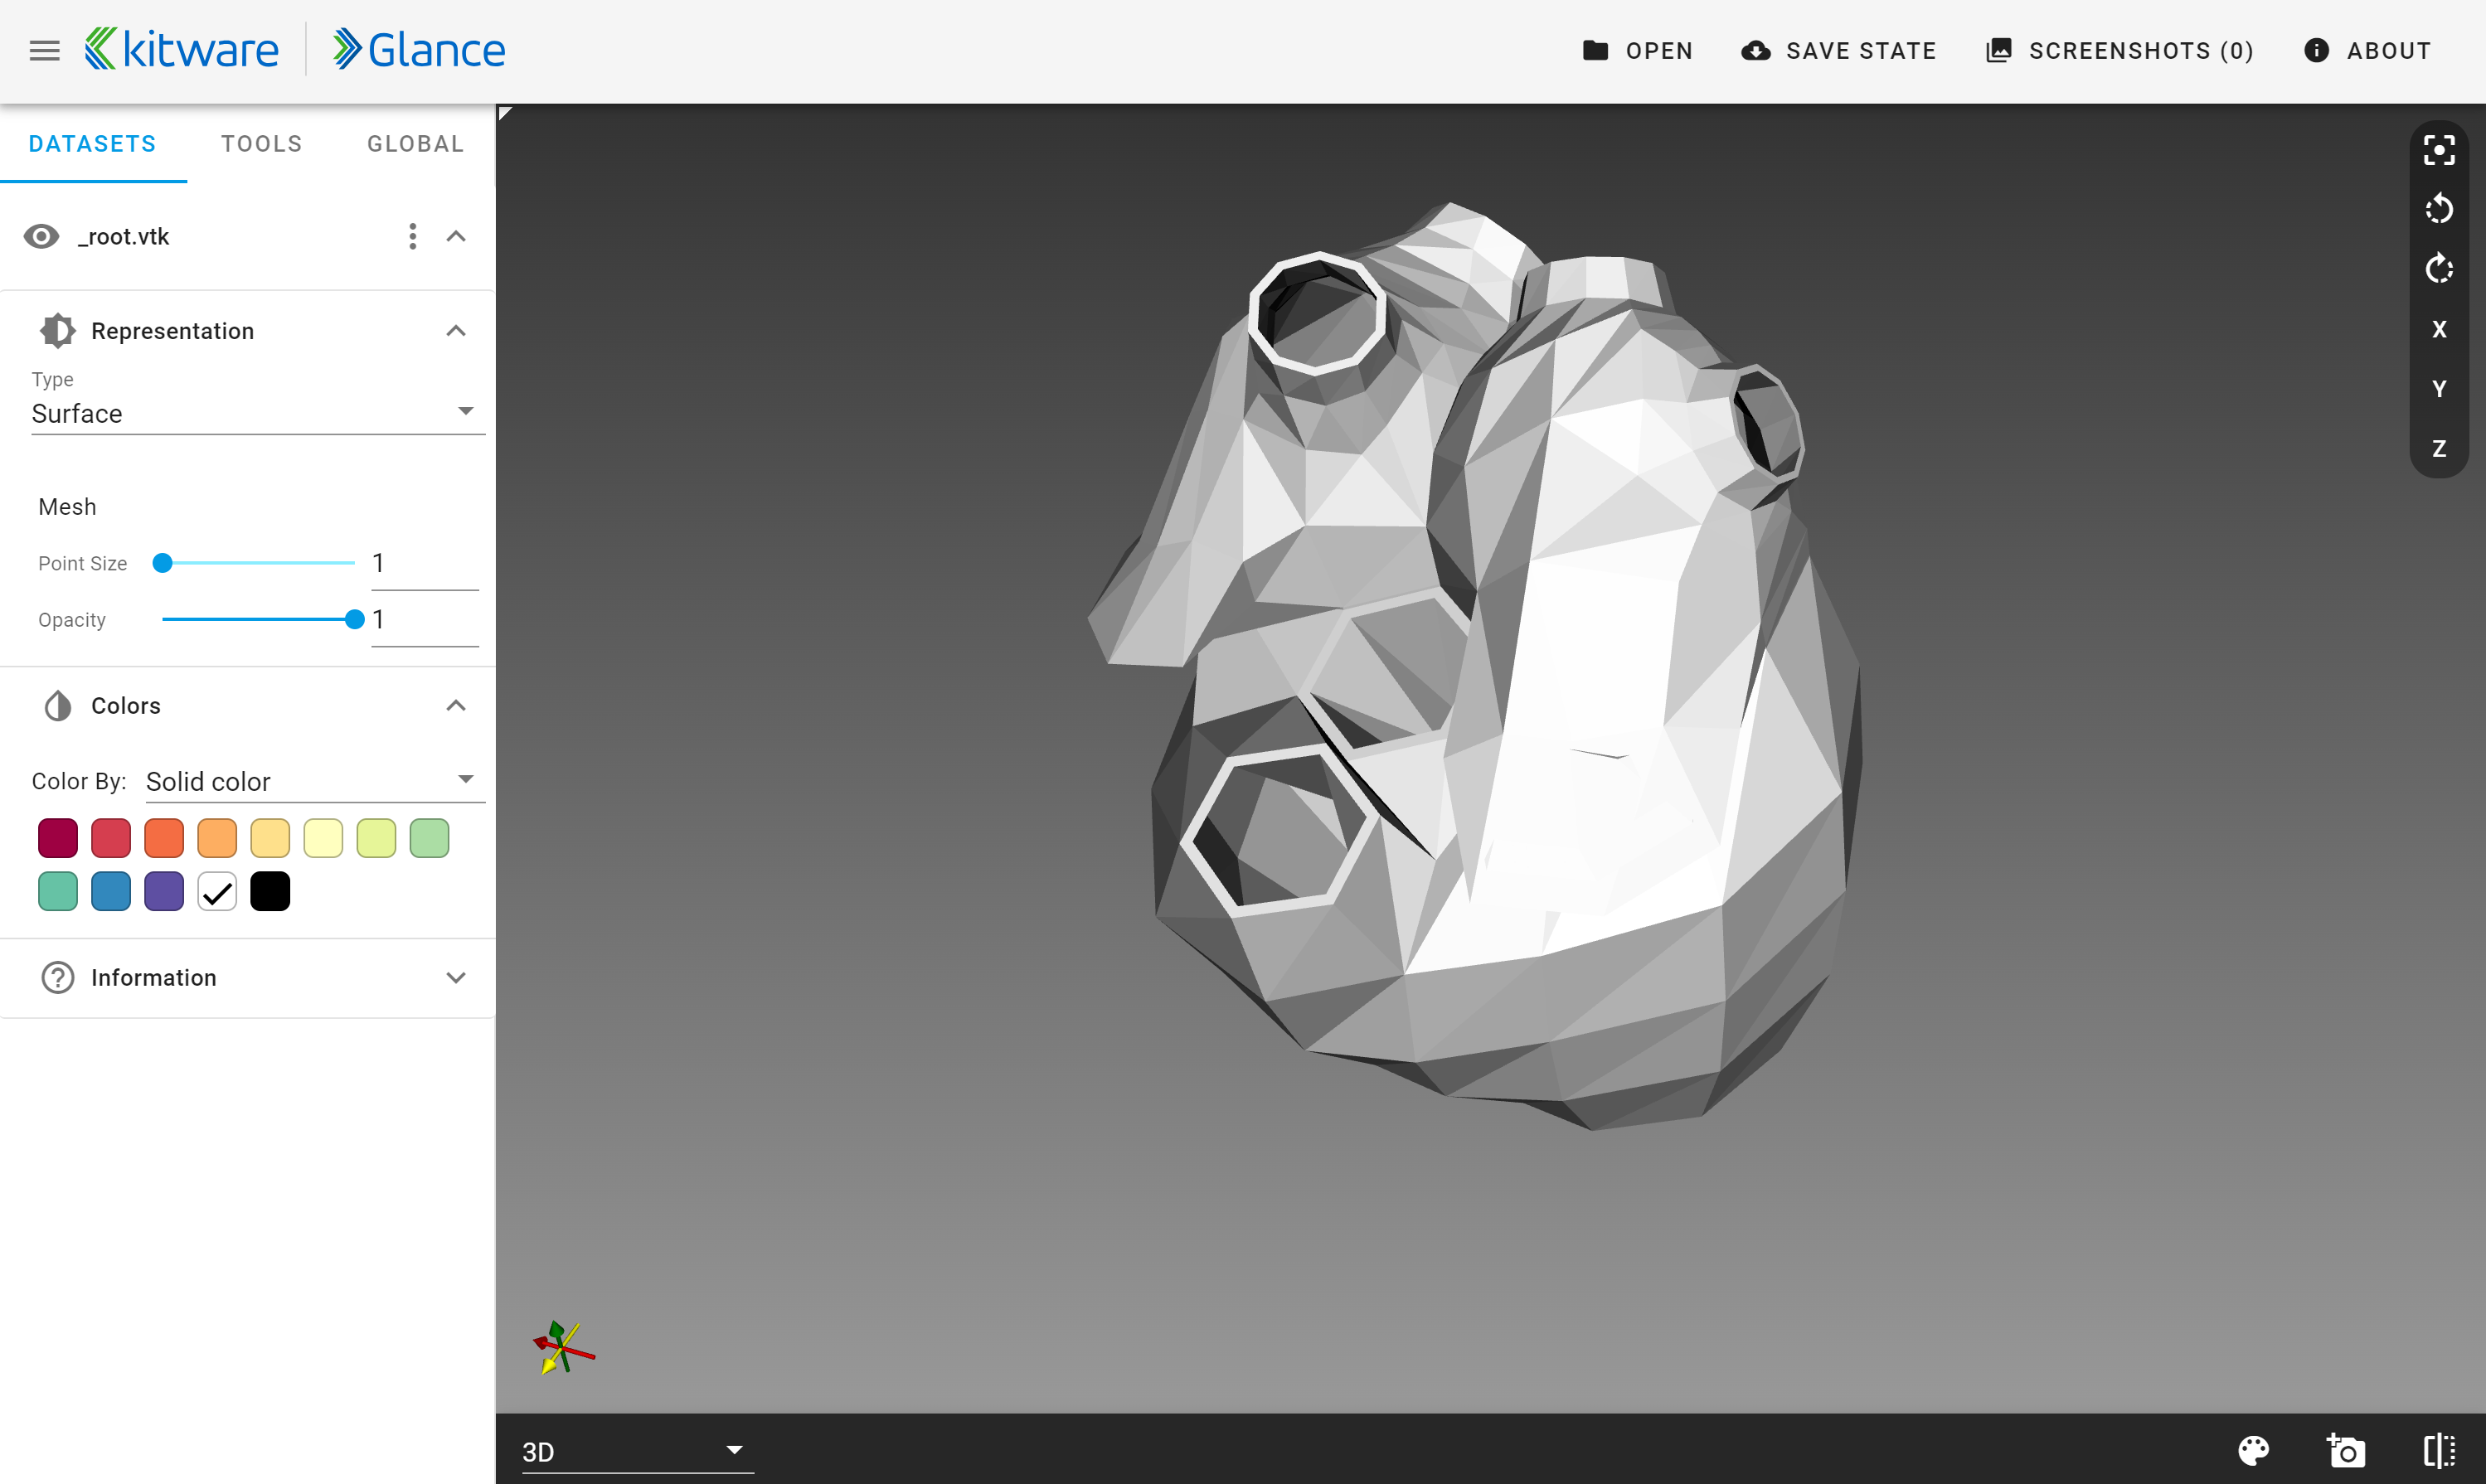 kitware Glance OPEN SAVE STATE SCREENSHOTS (0) ABOUT
DATASETS TOOLS GLOBAL
_root.vtk
Representation
Type
Surface
Mesh
Point Size 1
Opacity 1
Colors
Color By: Solid color
Information
X
Y
Z
3D